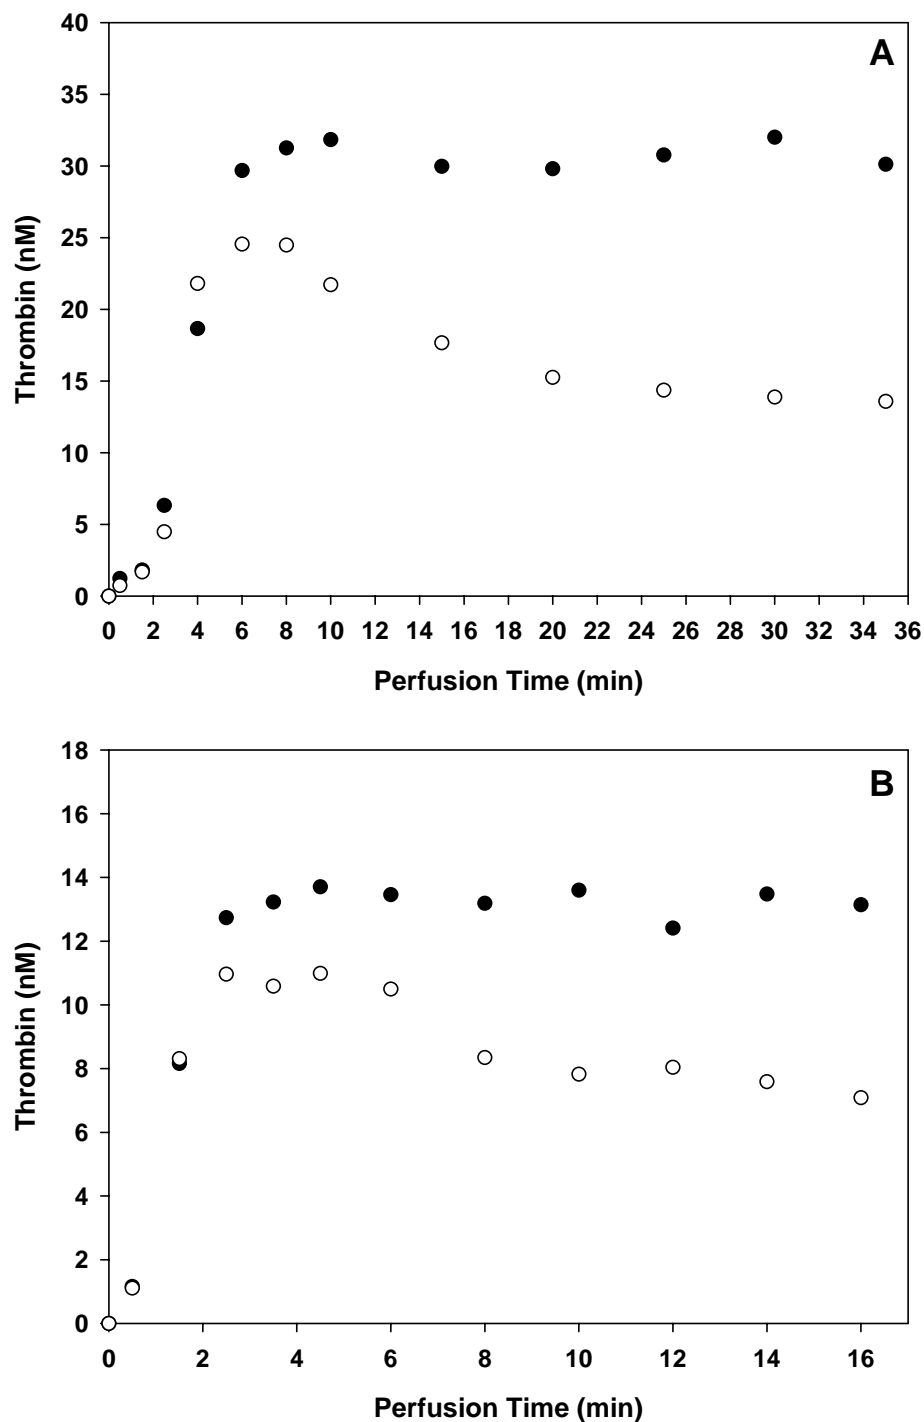 A
40
35
30
25
20
15
10
5
0
Thrombin (nM)
0 2 4 6 8 10 12 14 16 18 20 22 24 26 28 30 32 34 36
Perfusion Time (min)
B
18
16
14
12
10
8
6
4
2
0
Thrombin (nM)
0 2 4 6 8 10 12 14 16
Perfusion Time (min)